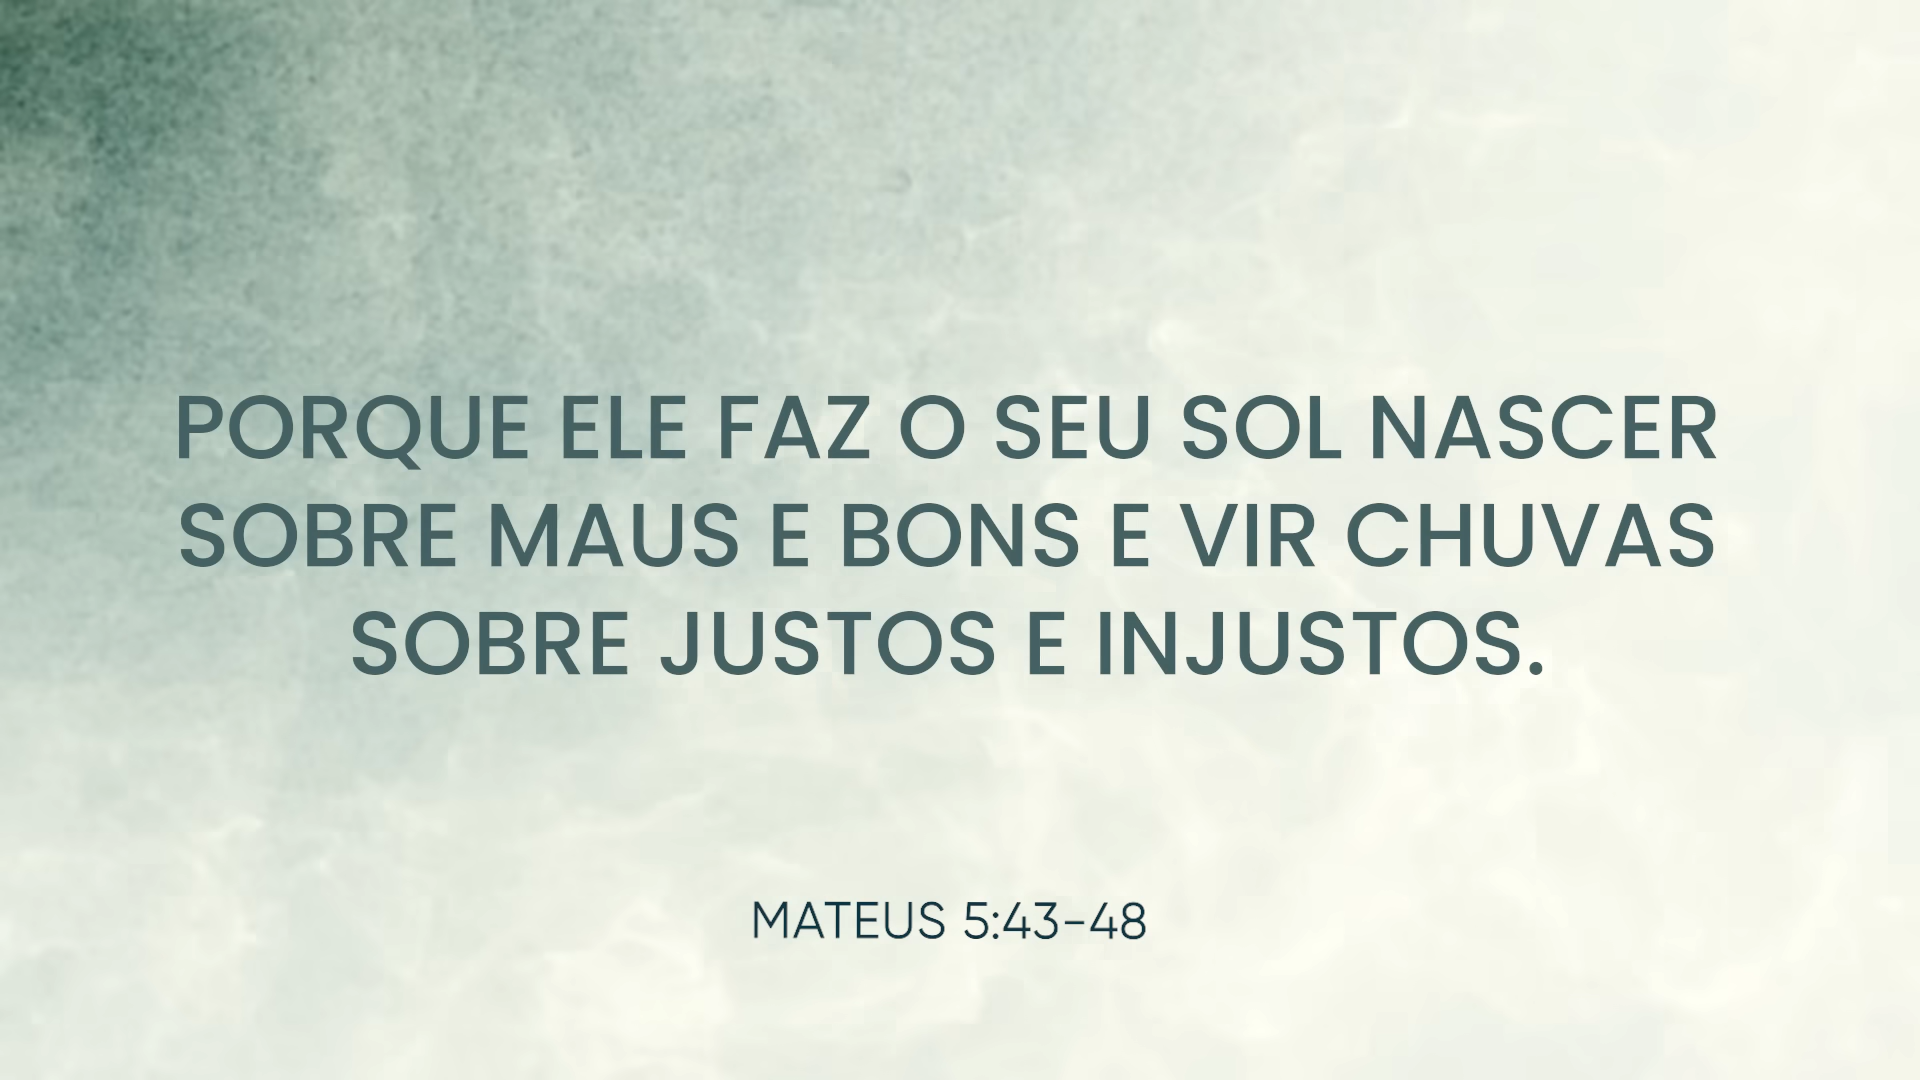 PORQUE ELE FAZ O SEU SOL NASCER
SOBRE MAUS E BONS E VIR CHUVAS
SOBRE JUSTOS E INJUSTOS.
MATEUS 5:43-48